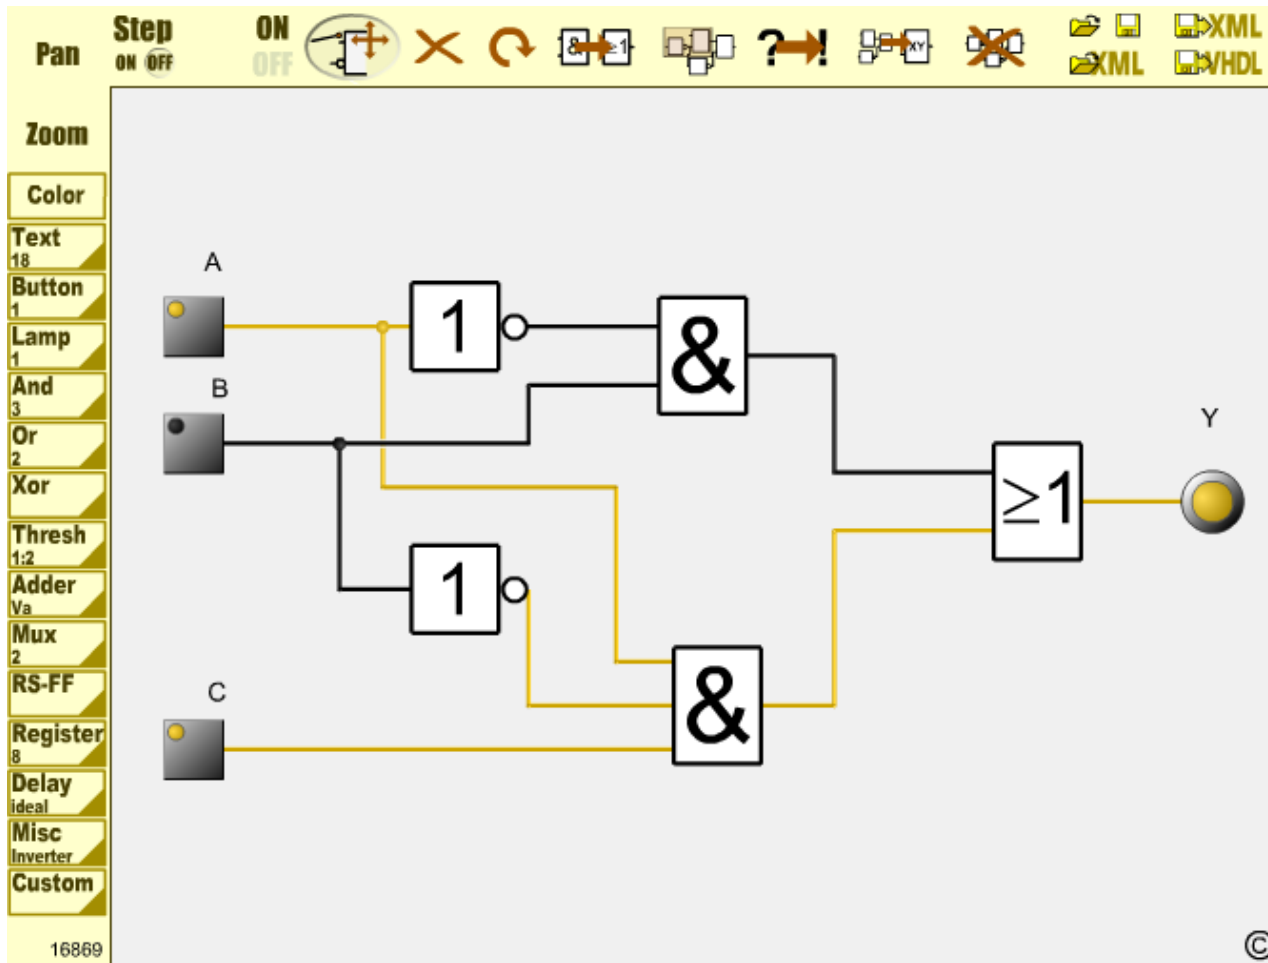 Pan
Step
ON OFF
ON
OFF
& ≥1
?
!
XY
XML
XML
VHDL
Zoom
Color
Text
18
Button
1
Lamp
1
And
3
Or
2
Xor
Thresh
1:2
Adder
Va
Mux
2
RS-FF
Register
8
Delay
ideal
Misc
Inverter
Custom
16869
A
1
&
B
Y
≥1
1
C
&
©